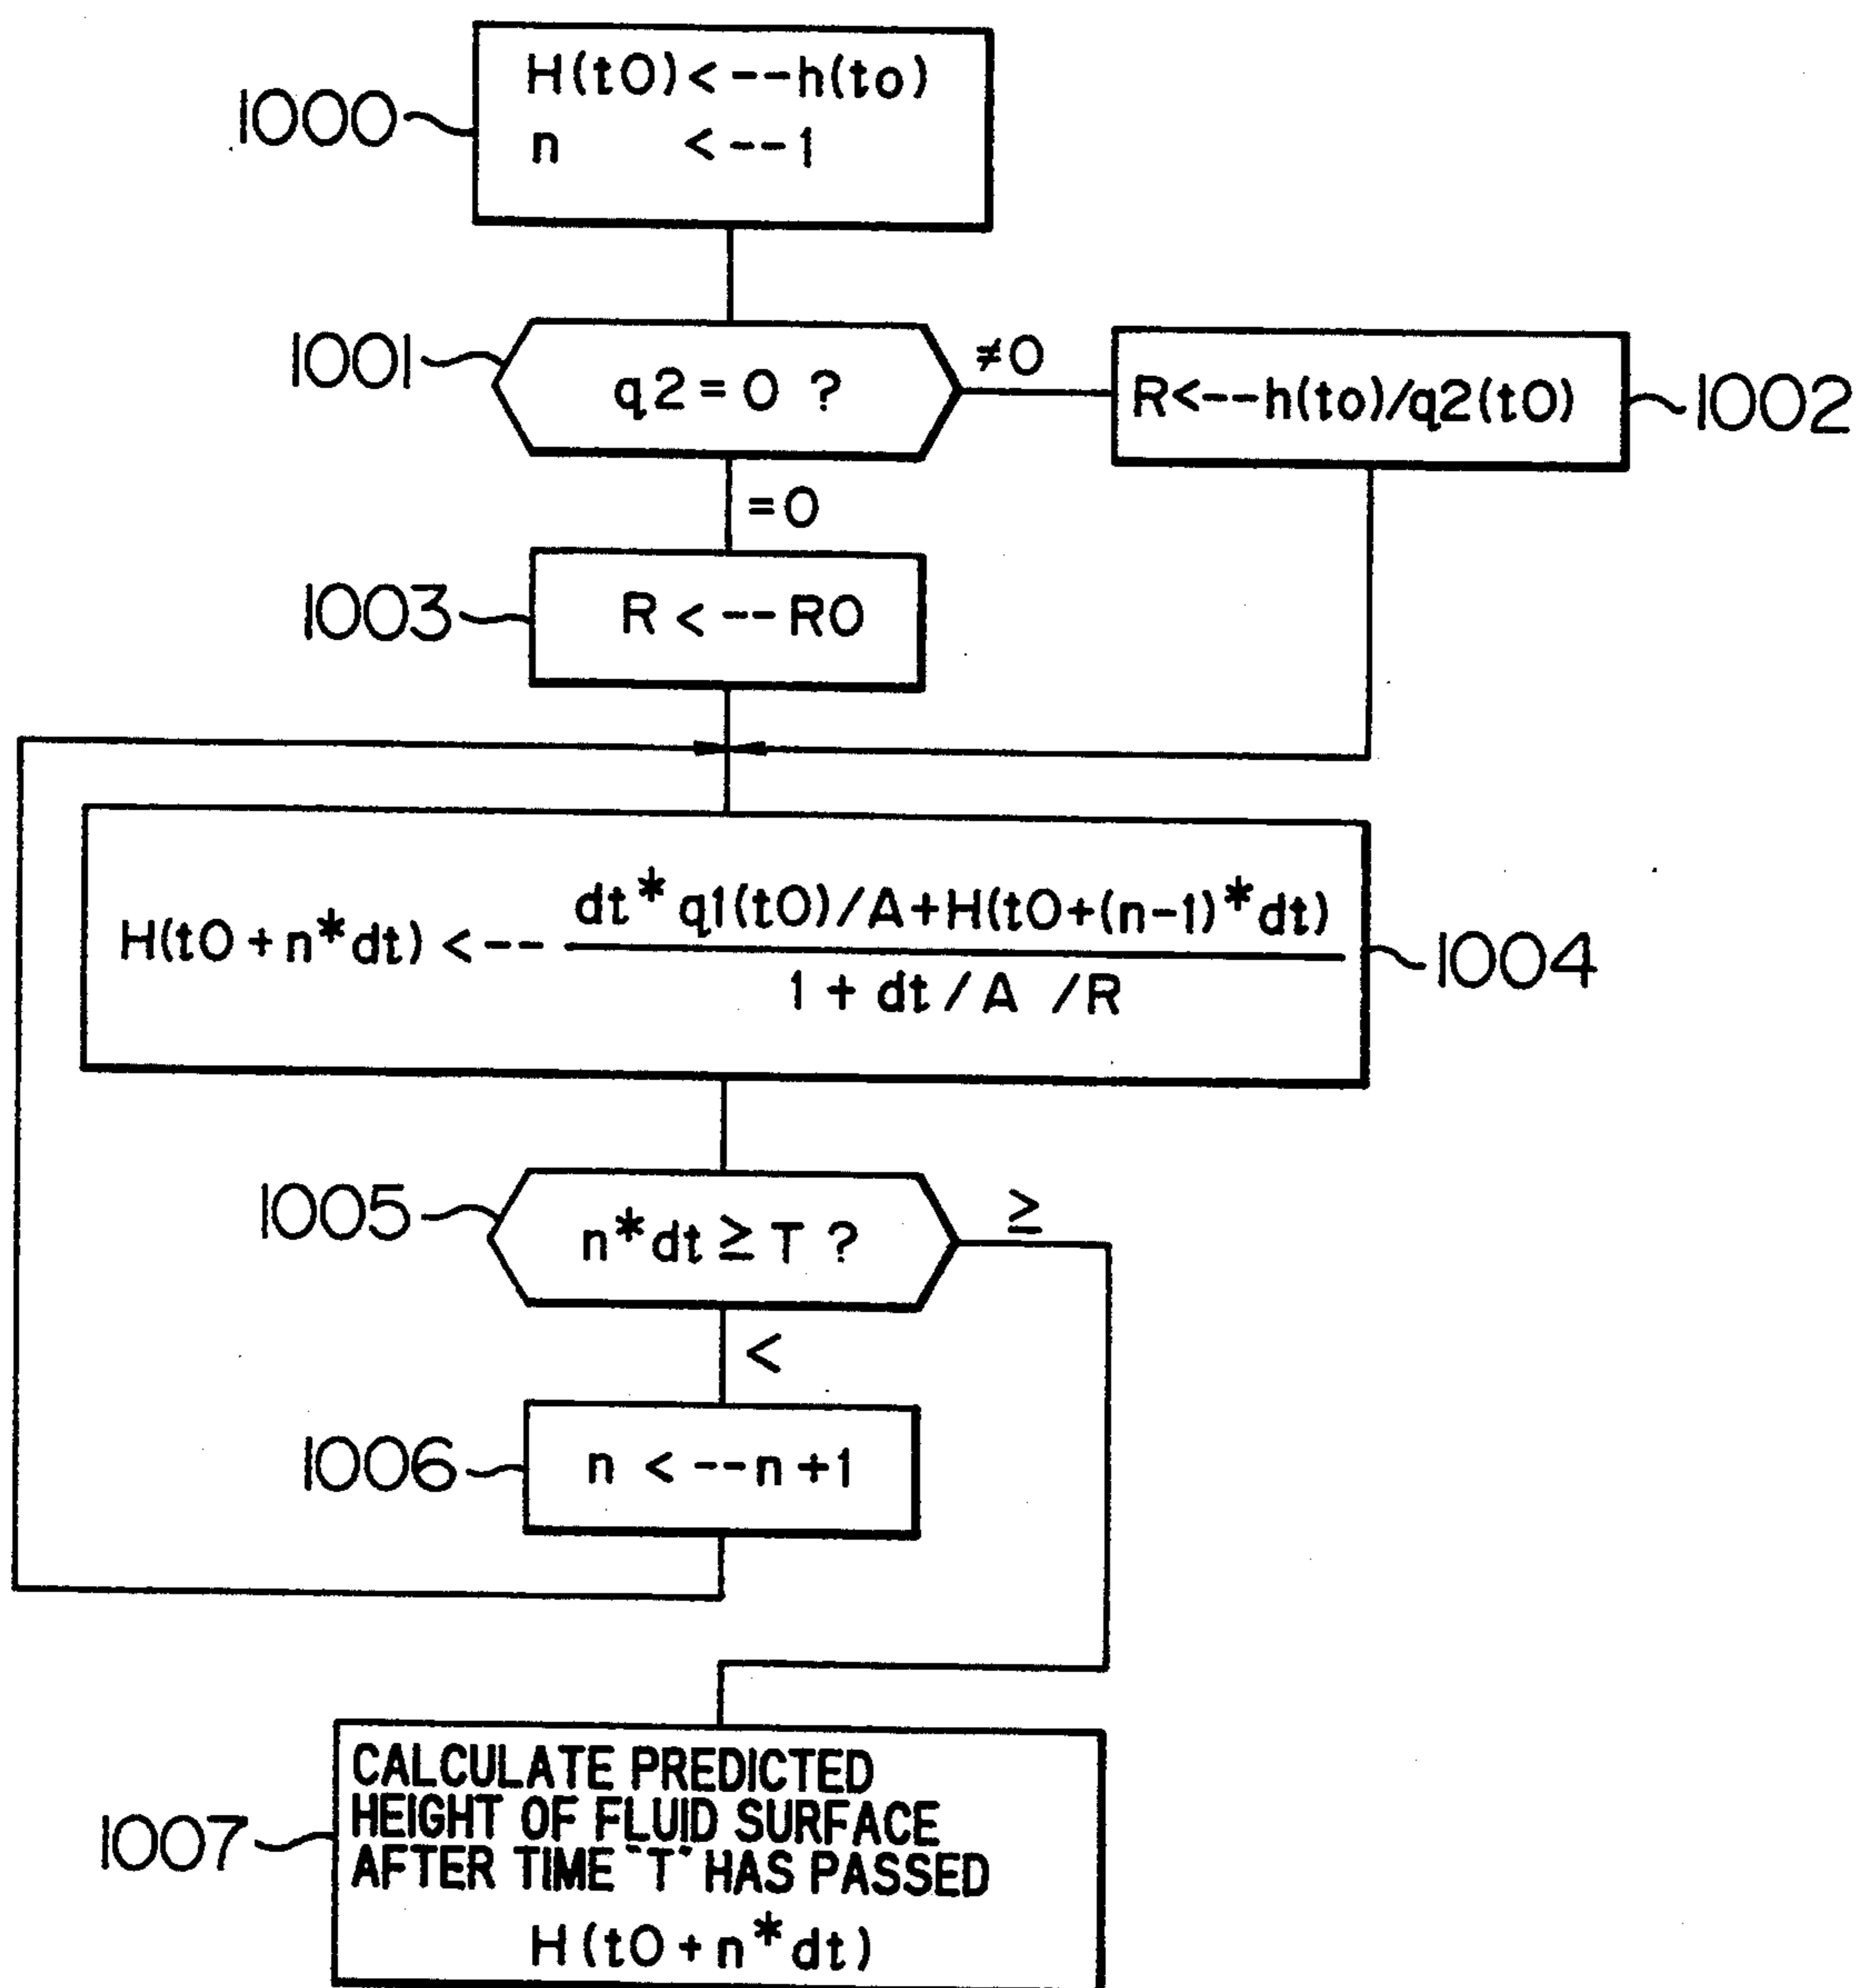 H(t0)<--h(to)
n <--1
1000
1001
q2=0 ?
≠0
R<--h(to)/q2(t0)
1002
=0
1003
R<--R0
H(t0+n*dt)<--
dt*q1(t0)/A+H(t0+(n-1)*dt)
1+dt/A /R
1004
1005
n*dt≥T ?
≥
<
1006
n <--n+1
1007
CALCULATE PREDICTED
HEIGHT OF FLUID SURFACE
AFTER TIME "T" HAS PASSED
H(t0+n*dt)